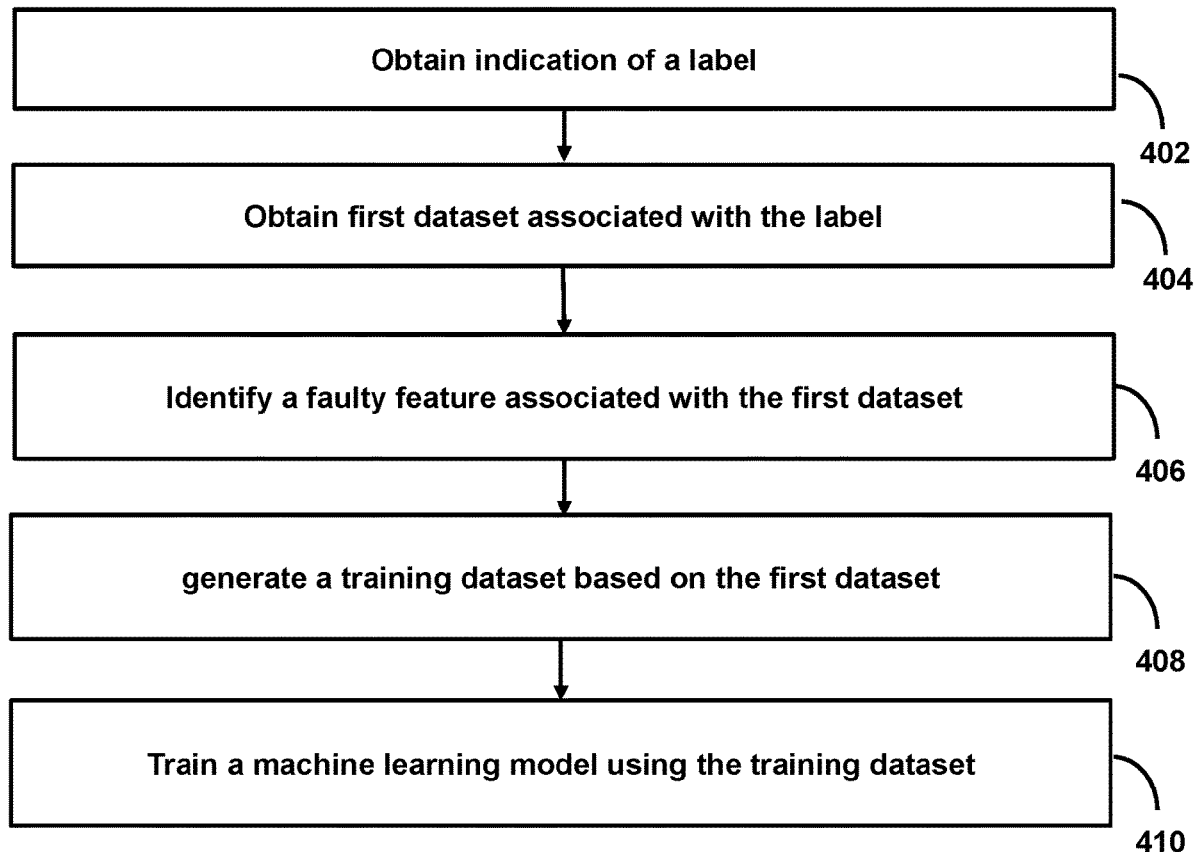 Obtain indication of a label
402
Obtain first dataset associated with the label
404
Identify a faulty feature associated with the first dataset
406
generate a training dataset based on the first dataset
408
Train a machine learning model using the training dataset
410